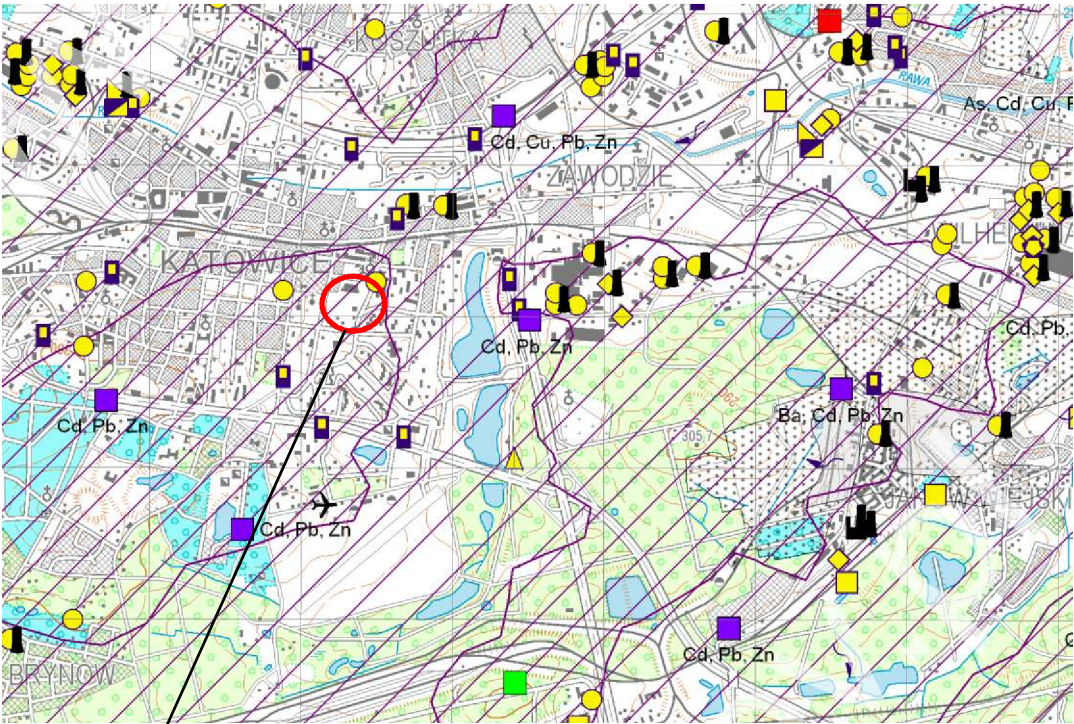 KOSZUTKA
RAWA
As, Cd, Cu, P
Cd, Cu, Pb, Zn
ZAWODZIE
KATOWICE
Cd, Pb, Zn
Cd, Pb,
290
Ba, Cd, Pb, Zn
Cd, Pb, Zn
305,7
Cd, Pb, Zn
Cd, Pb, Zn
BRYNÓW